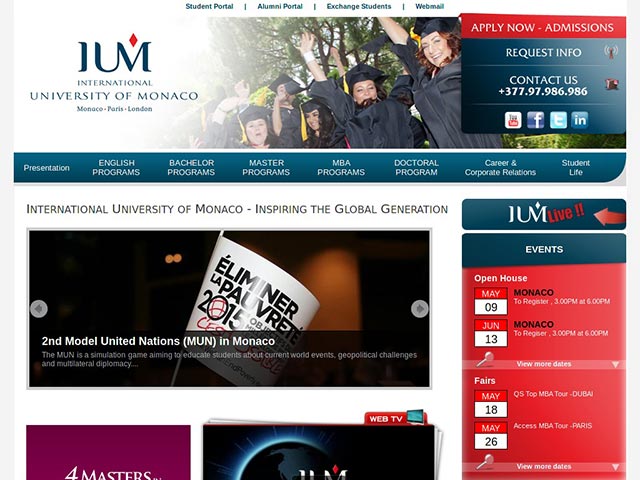 Student Portal | Alumni Portal | Exchange Students | Webmail
IUM
INTERNATIONAL
UNIVERSITY OF MONACO
Monaco - Paris - London
APPLY NOW - ADMISSIONS
REQUEST INFO
CONTACT US
+377.97.986.986
You Tube f t in
Presentation
ENGLISH PROGRAMS
BACHELOR PROGRAMS
MASTER PROGRAMS
MBA PROGRAMS
DOCTORAL PROGRAM
Career & Corporate Relations
Student Life
INTERNATIONAL UNIVERSITY OF MONACO - INSPIRING THE GLOBAL GENERATION
ÉLIMINER
LA PAUVRETÉ
2015
2nd Model United Nations (MUN) in Monaco
The MUN is a simulation game aiming to educate students about current world events, geopolitical challenges
and multilateral diplomacy....
IUM Live !!
EVENTS
Open House
MAY
09
MONACO
To Register , 3.00PM at 6.00PM
JUN
13
MONACO
To Register , 3.00PM at 6.00PM
View more dates
Fairs
MAY
18
QS Top MBA Tour -DUBAI
MAY
26
Access MBA Tour -PARIS
View more dates
4 MASTERS IN
WEB TV
IUM